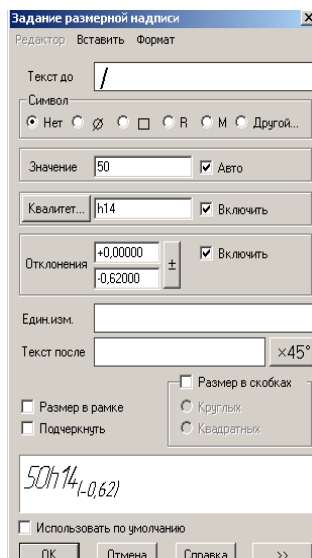 Задание размерной надписи
Редактор Вставить Формат
Текст до /
Символ
Нет ⌀ □ R M Другой...
Значение 50 Авто
Квалитет... h14 Включить
Отклонения +0,00000 ± Включить
-0,62000
Един.изм.
Текст после ×45°
Размер в скобках
Размер в рамке Круглых
Подчеркнуть Квадратных
50h14(-0,62)
Использовать по умолчанию
OK Отмена Справка >>